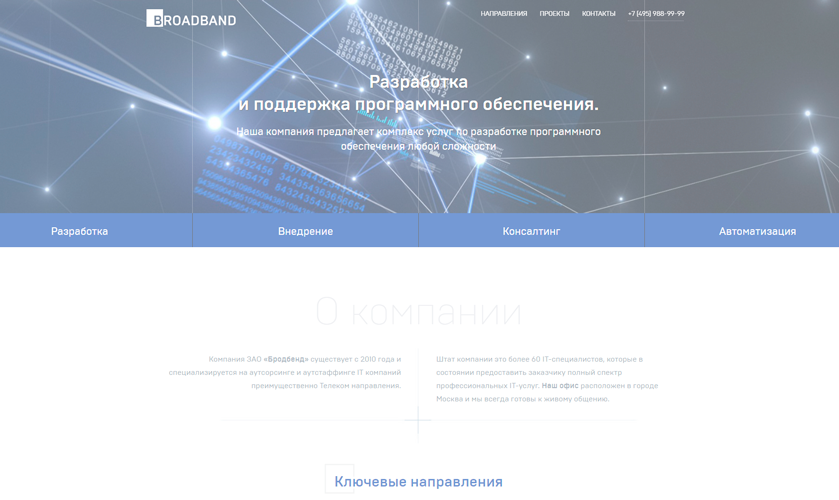 BROADBAND
НАПРАВЛЕНИЯ ПРОЕКТЫ КОНТАКТЫ +7 (495) 988-99-99
Разработка
и поддержка программного обеспечения.
Наша компания предлагает комплекс услуг по разработке программного
обеспечения любой сложности
Разработка Внедрение Консалтинг Автоматизация
О компании
Компания ЗАО «Бродбенд» существует с 2010 года и
специализируется на аутсорсинге и аутстаффинге IT компаний
преимущественно Телеком направления.
Штат компании это более 60 IT-специалистов, которые в
состоянии предоставить заказчику полный спектр
профессиональных IT-услуг. Наш офис расположен в городе
Москва и мы всегда готовы к живому общению.
Ключевые направления